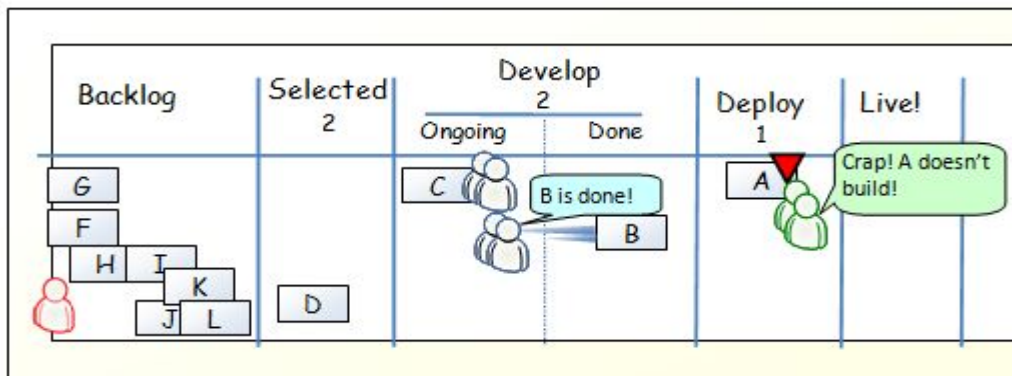 Backlog
Selected
2
Develop
2
Ongoing
Done
Deploy
1
Live!
G
F
H
I
K
J
L
D
C
B is done!
B
A
Crap! A doesn't
build!